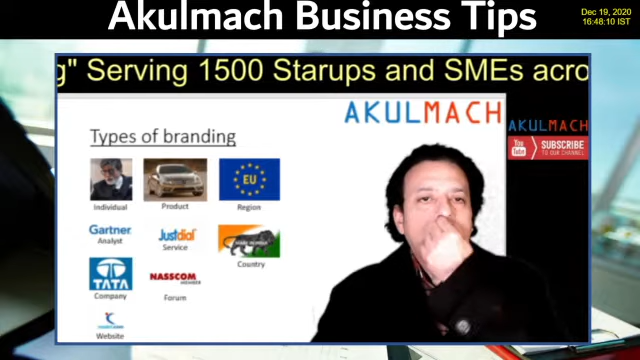 Akulmach Business Tips
Dec 19, 2020
16:48:10 IST
g" Serving 1500 Starups and SMEs acro
AKULMACH
AKULMACH
You
Tube
SUBSCRIBE
TO OUR CHANNEL
Types of branding
EU
Individual
Product
Region
Gartner
Analyst
Justdial
Service
Country
TATA
Company
NASSCOM
MEMBER
Forum
Website